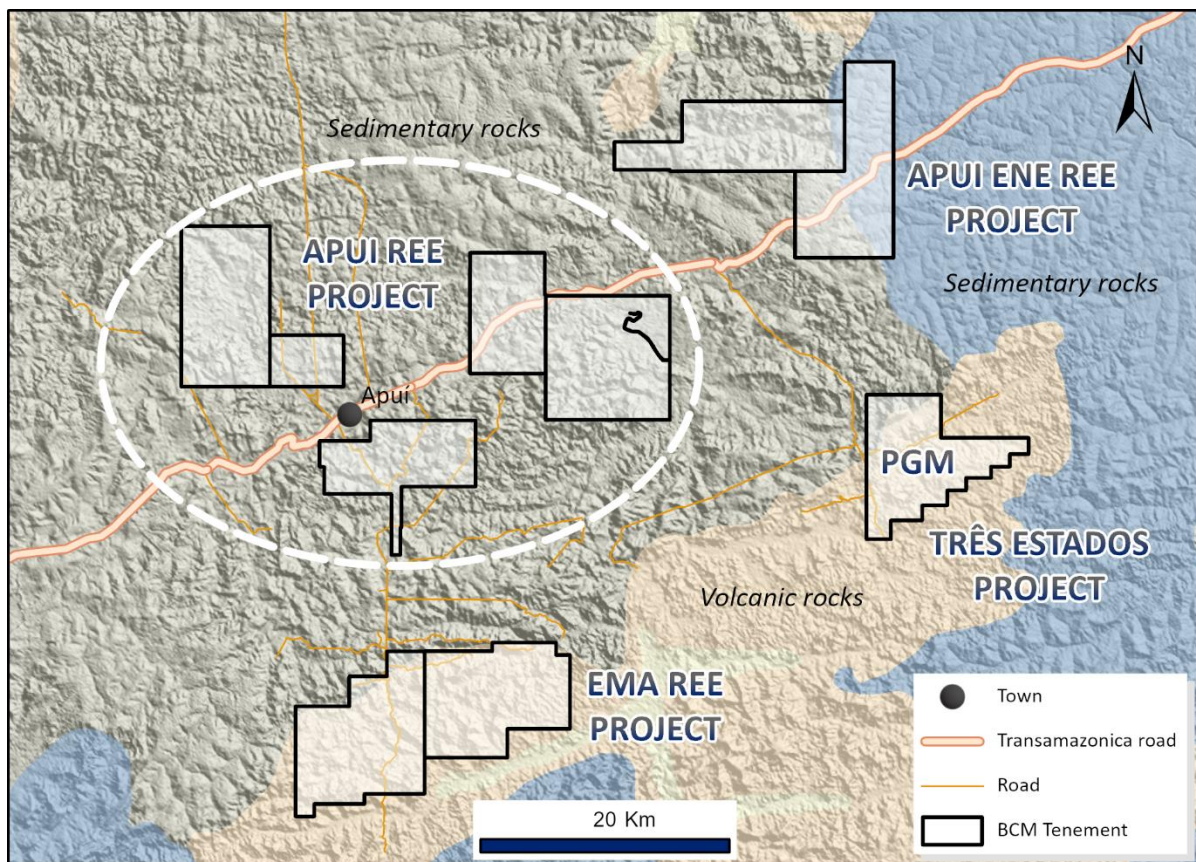 N
Sedimentary rocks
APUI ENE REE
PROJECT
APUI REE
PROJECT
Sedimentary rocks
Apuí
PGM
TRÊS ESTADOS
PROJECT
Volcanic rocks
EMA REE
PROJECT
20 Km
Town
Transamazonica road
Road
BCM Tenement